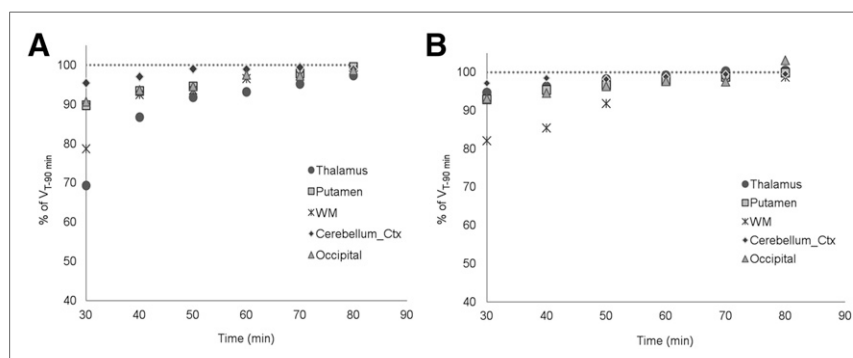 A
% of VT-90 min
100
90
80
70
60
50
40
30
40
50
60
70
80
90
Time (min)
Thalamus
Putamen
WM
Cerebellum_Ctx
Occipital
B
% of VT-90 min
100
90
80
70
60
50
40
30
40
50
60
70
80
90
Time (min)
Thalamus
Putamen
WM
Cerebellum_Ctx
Occipital